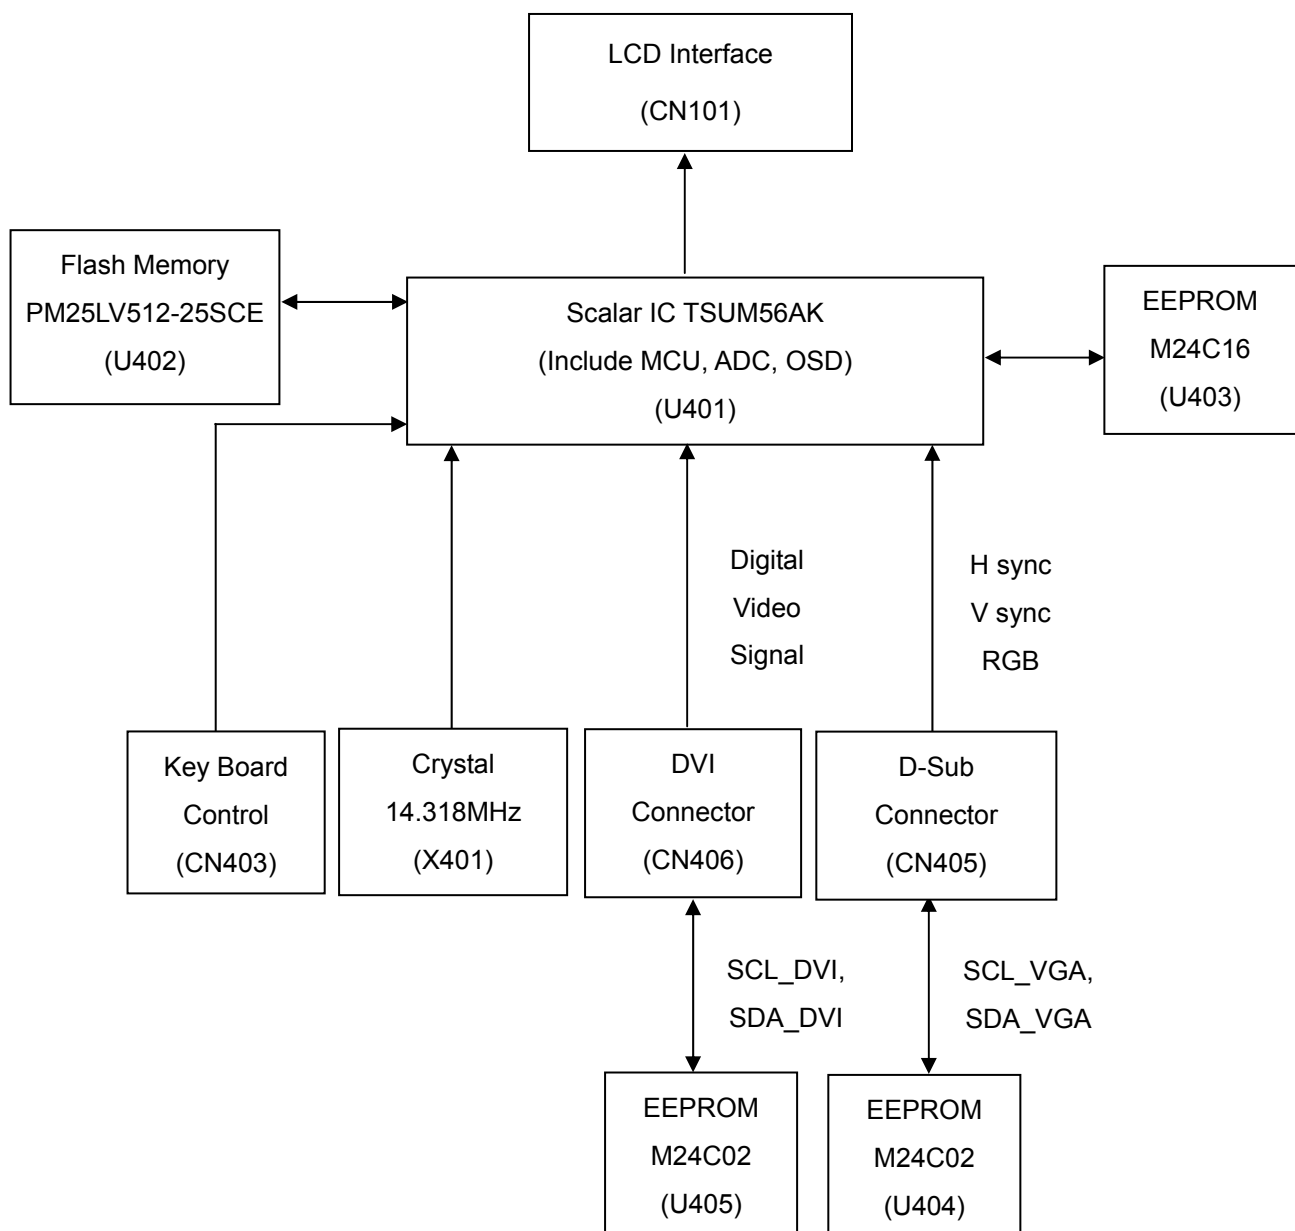 LCD Interface
(CN101)
Flash Memory
PM25LV512-25SCE
(U402)
Scalar IC TSUM56AK
(Include MCU, ADC, OSD)
(U401)
EEPROM
M24C16
(U403)
Digital
Video
Signal
H sync
V sync
RGB
Key Board
Control
(CN403)
Crystal
14.318MHz
(X401)
DVI
Connector
(CN406)
D-Sub
Connector
(CN405)
SCL_DVI,
SDA_DVI
SCL_VGA,
SDA_VGA
EEPROM
M24C02
(U405)
EEPROM
M24C02
(U404)